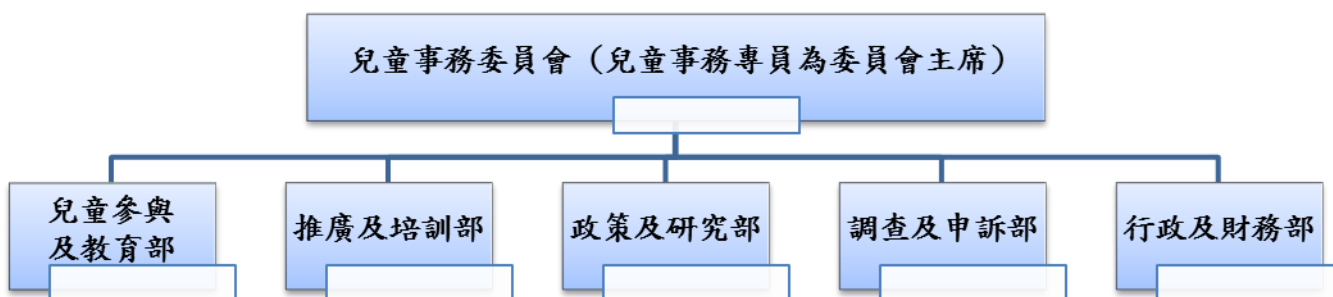 兒童事務委員會（兒童事務專員為委員會主席）
兒童參與
及教育部
推廣及培訓部
政策及研究部
調查及申訴部
行政及財務部